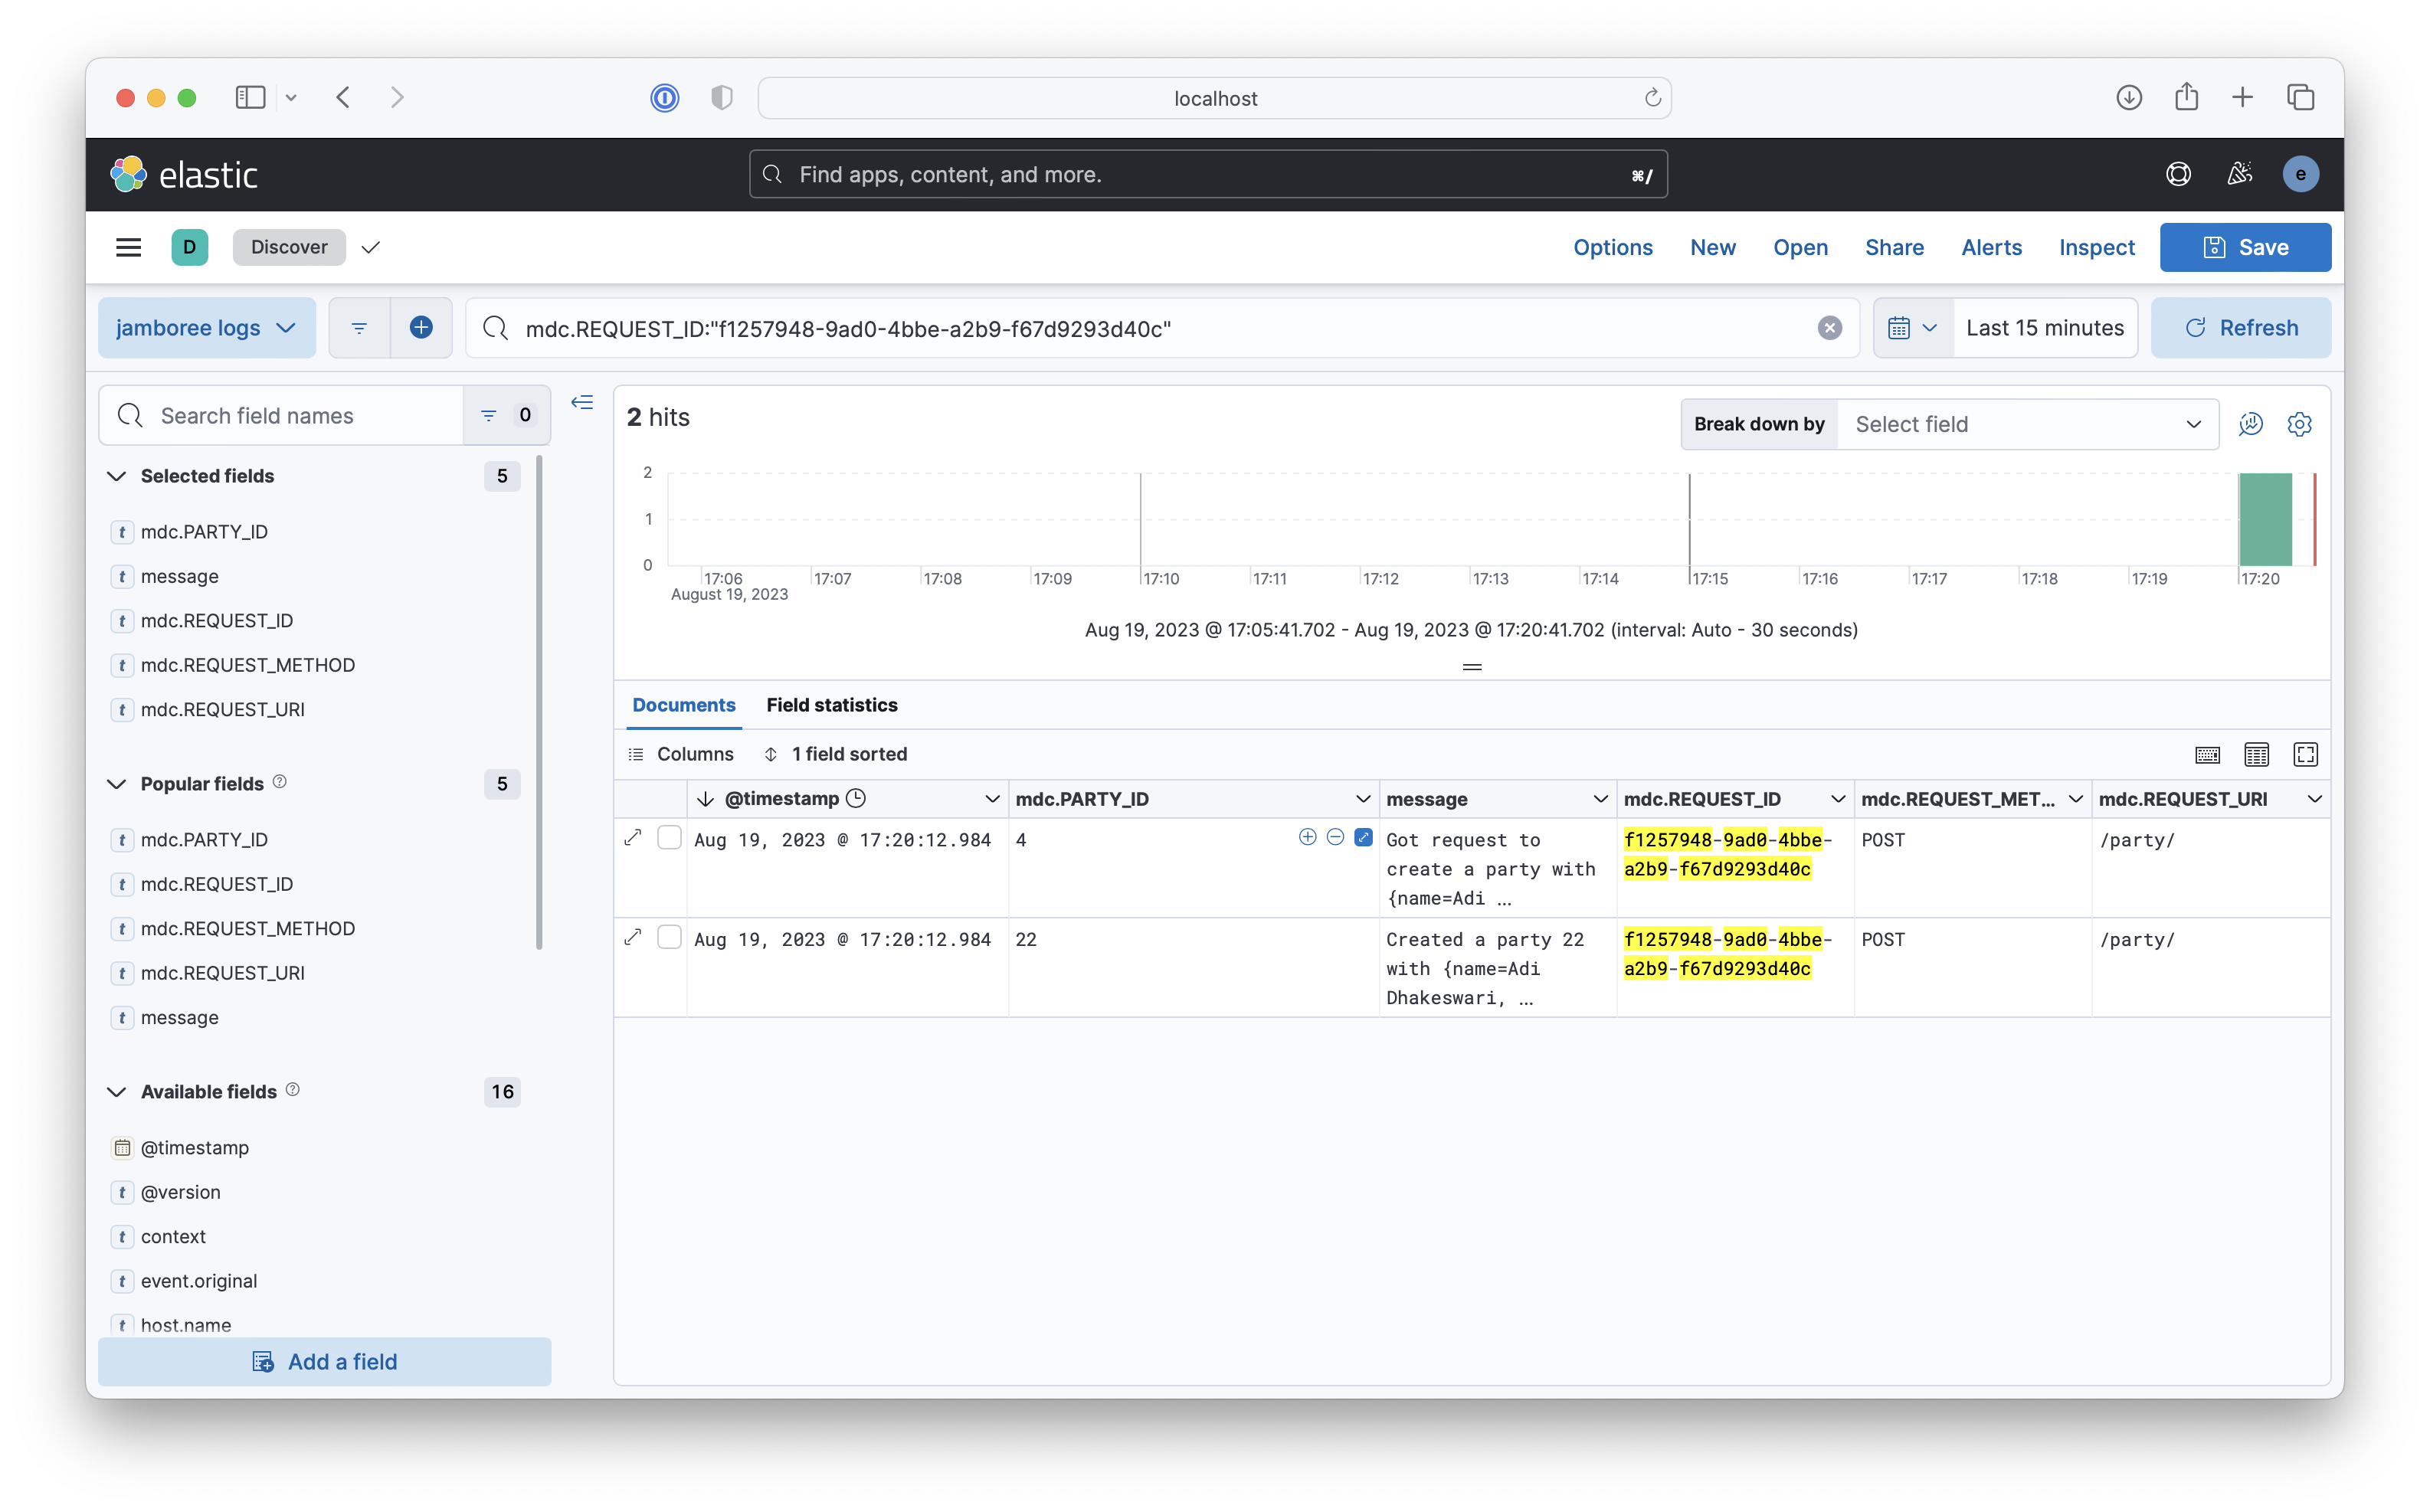 localhost
elastic
Find apps, content, and more.
⌘/
e
D
Discover
Options
New
Open
Share
Alerts
Inspect
Save
jamboree logs
mdc.REQUEST_ID:"f1257948-9ad0-4bbe-a2b9-f67d9293d40c"
Last 15 minutes
Refresh
Search field names
0
Selected fields
5
t mdc.PARTY_ID
t message
t mdc.REQUEST_ID
t mdc.REQUEST_METHOD
t mdc.REQUEST_URI
Popular fields
5
t mdc.PARTY_ID
t mdc.REQUEST_ID
t mdc.REQUEST_METHOD
t mdc.REQUEST_URI
t message
Available fields
16
@timestamp
t @version
t context
t event.original
t host.name
Add a field
2 hits
Break down by
Select field
2
1
0
17:06
17:07
17:08
17:09
17:10
17:11
17:12
17:13
17:14
17:15
17:16
17:17
17:18
17:19
17:20
August 19, 2023
Aug 19, 2023 @ 17:05:41.702 - Aug 19, 2023 @ 17:20:41.702 (interval: Auto - 30 seconds)
Documents
Field statistics
Columns
1 field sorted
@timestamp
mdc.PARTY_ID
message
mdc.REQUEST_ID
mdc.REQUEST_MET...
mdc.REQUEST_URI
Aug 19, 2023 @ 17:20:12.984
4
Got request to
create a party with
{name=Adi ...
f1257948-9ad0-4bbe-
a2b9-f67d9293d40c
POST
/party/
Aug 19, 2023 @ 17:20:12.984
22
Created a party 22
with {name=Adi
Dhakeswari, ...
f1257948-9ad0-4bbe-
a2b9-f67d9293d40c
POST
/party/